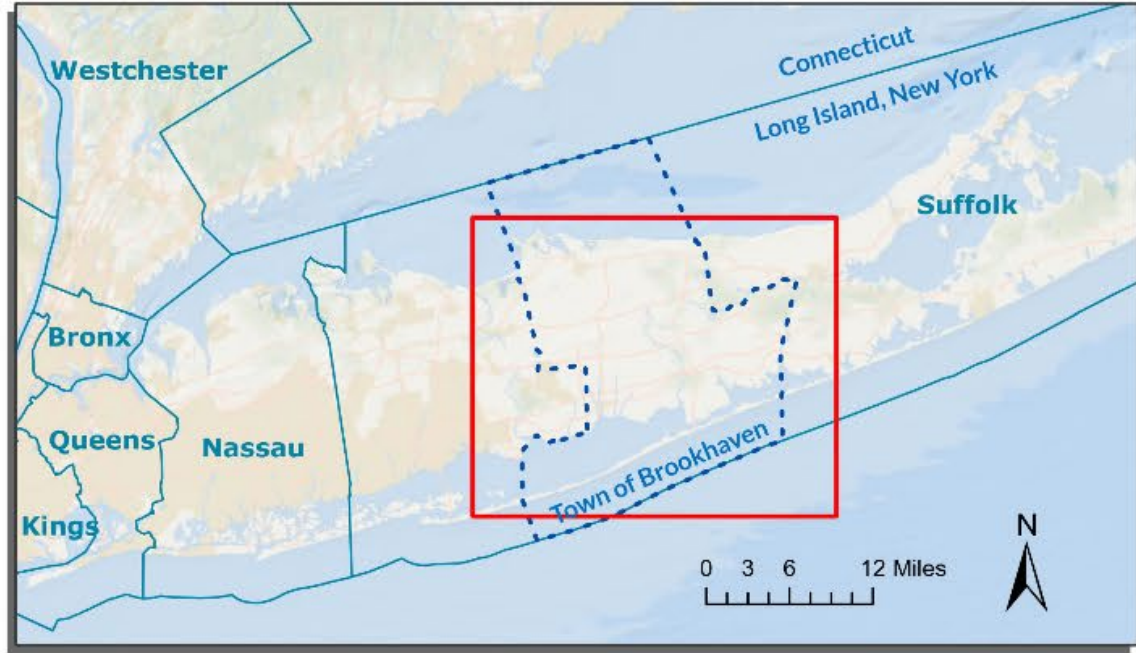 Westchester
Connecticut
Long Island, New York
Suffolk
Bronx
Queens
Nassau
Kings
Town of Brookhaven
N
0 3 6 12 Miles